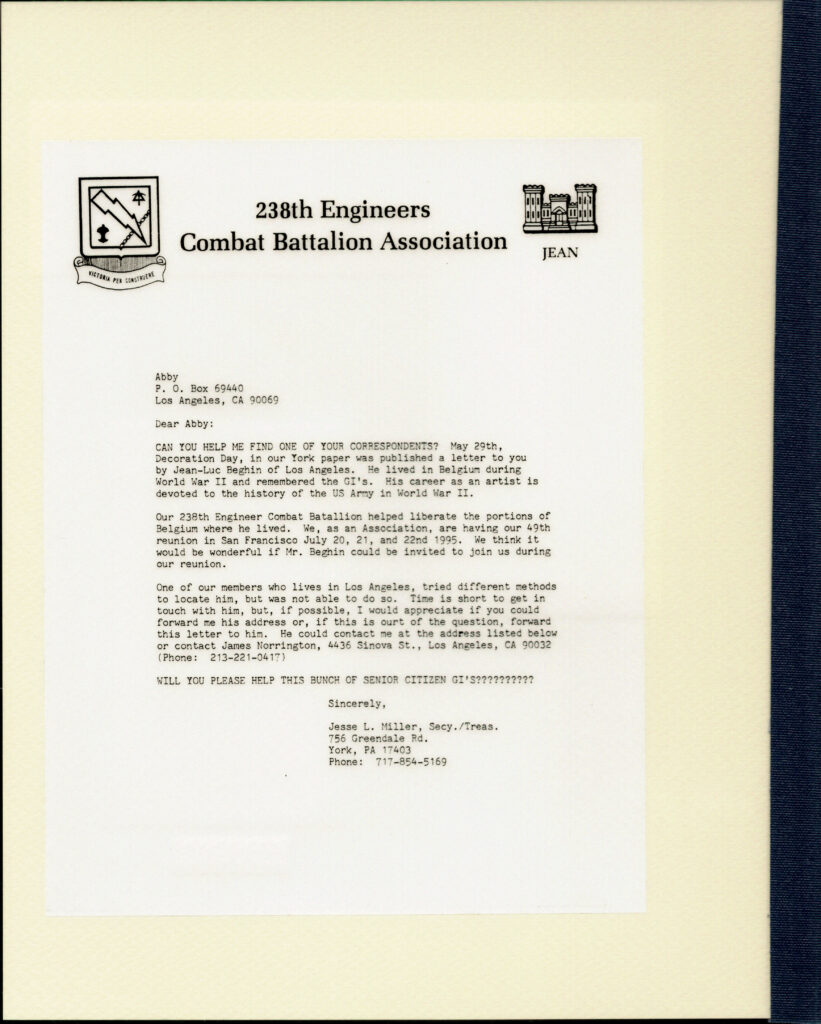 238th Engineers
Combat Battalion Association
JEAN
VICTORIA PER CONSTRUERE
Abby
P. O. Box 69440
Los Angeles, CA 90069
Dear Abby:
CAN YOU HELP ME FIND ONE OF YOUR CORRESPONDENTS?  May 29th,
Decoration Day, in our York paper was published a letter to you
by Jean-Luc Beghin of Los Angeles.  He lived in Belgium during
World War II and remembered the GI's.  His career as an artist is
devoted to the history of the US Army in World War II.
Our 238th Engineer Combat Batallion helped liberate the portions of
Belgium where he lived.  We, as an Association, are having our 49th
reunion in San Francisco July 20, 21, and 22nd 1995.  We think it
would be wonderful if Mr. Beghin could be invited to join us during
our reunion.
One of our members who lives in Los Angeles, tried different methods
to locate him, but was not able to do so.  Time is short to get in
touch with him, but, if possible, I would appreciate if you could
forward me his address or, if this is ourt of the question, forward
this letter to him.  He could contact me at the address listed below
or contact James Norrington, 4436 Sinova St., Los Angeles, CA 90032
(Phone:  213-221-0417)
WILL YOU PLEASE HELP THIS BUNCH OF SENIOR CITIZEN GI'S??????????
Sincerely,
Jesse L. Miller, Secy./Treas.
756 Greendale Rd.
York, PA 17403
Phone:  717-854-5169